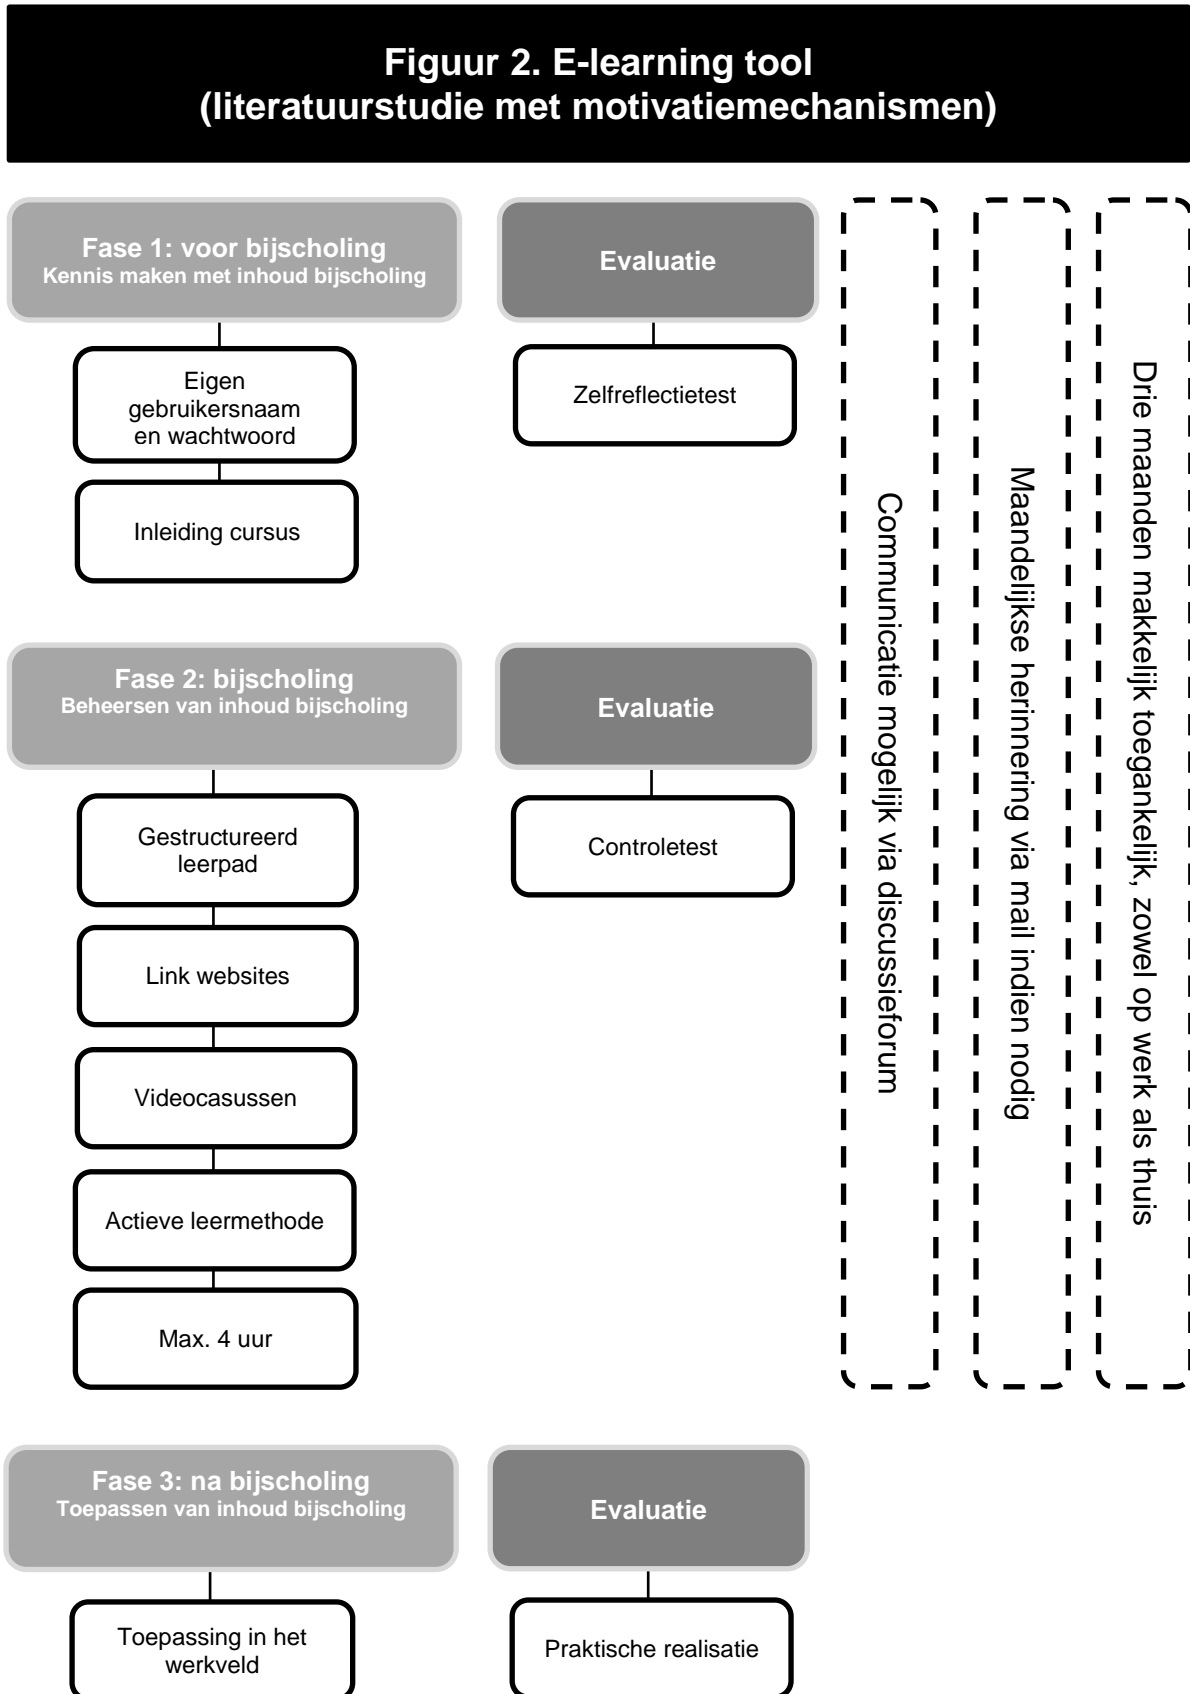 Figuur 2. E-learning tool
(literatuurstudie met motivatiemechanismen)
Fase 1: voor bijscholing
Kennis maken met inhoud bijscholing
Evaluatie
Eigen
gebruikersnaam
en wachtwoord
Zelfreflectietest
Inleiding cursus
Fase 2: bijscholing
Beheersen van inhoud bijscholing
Evaluatie
Gestructureerd
leerpad
Controletest
Link websites
Videocasussen
Actieve leermethode
Max. 4 uur
Communicatie mogelijk via discussieforum
Maandelijkse herinnering via mail indien nodig
Drie maanden makkelijk toegankelijk, zowel op werk als thuis
Fase 3: na bijscholing
Toepassen van inhoud bijscholing
Evaluatie
Toepassing in het
werkveld
Praktische realisatie